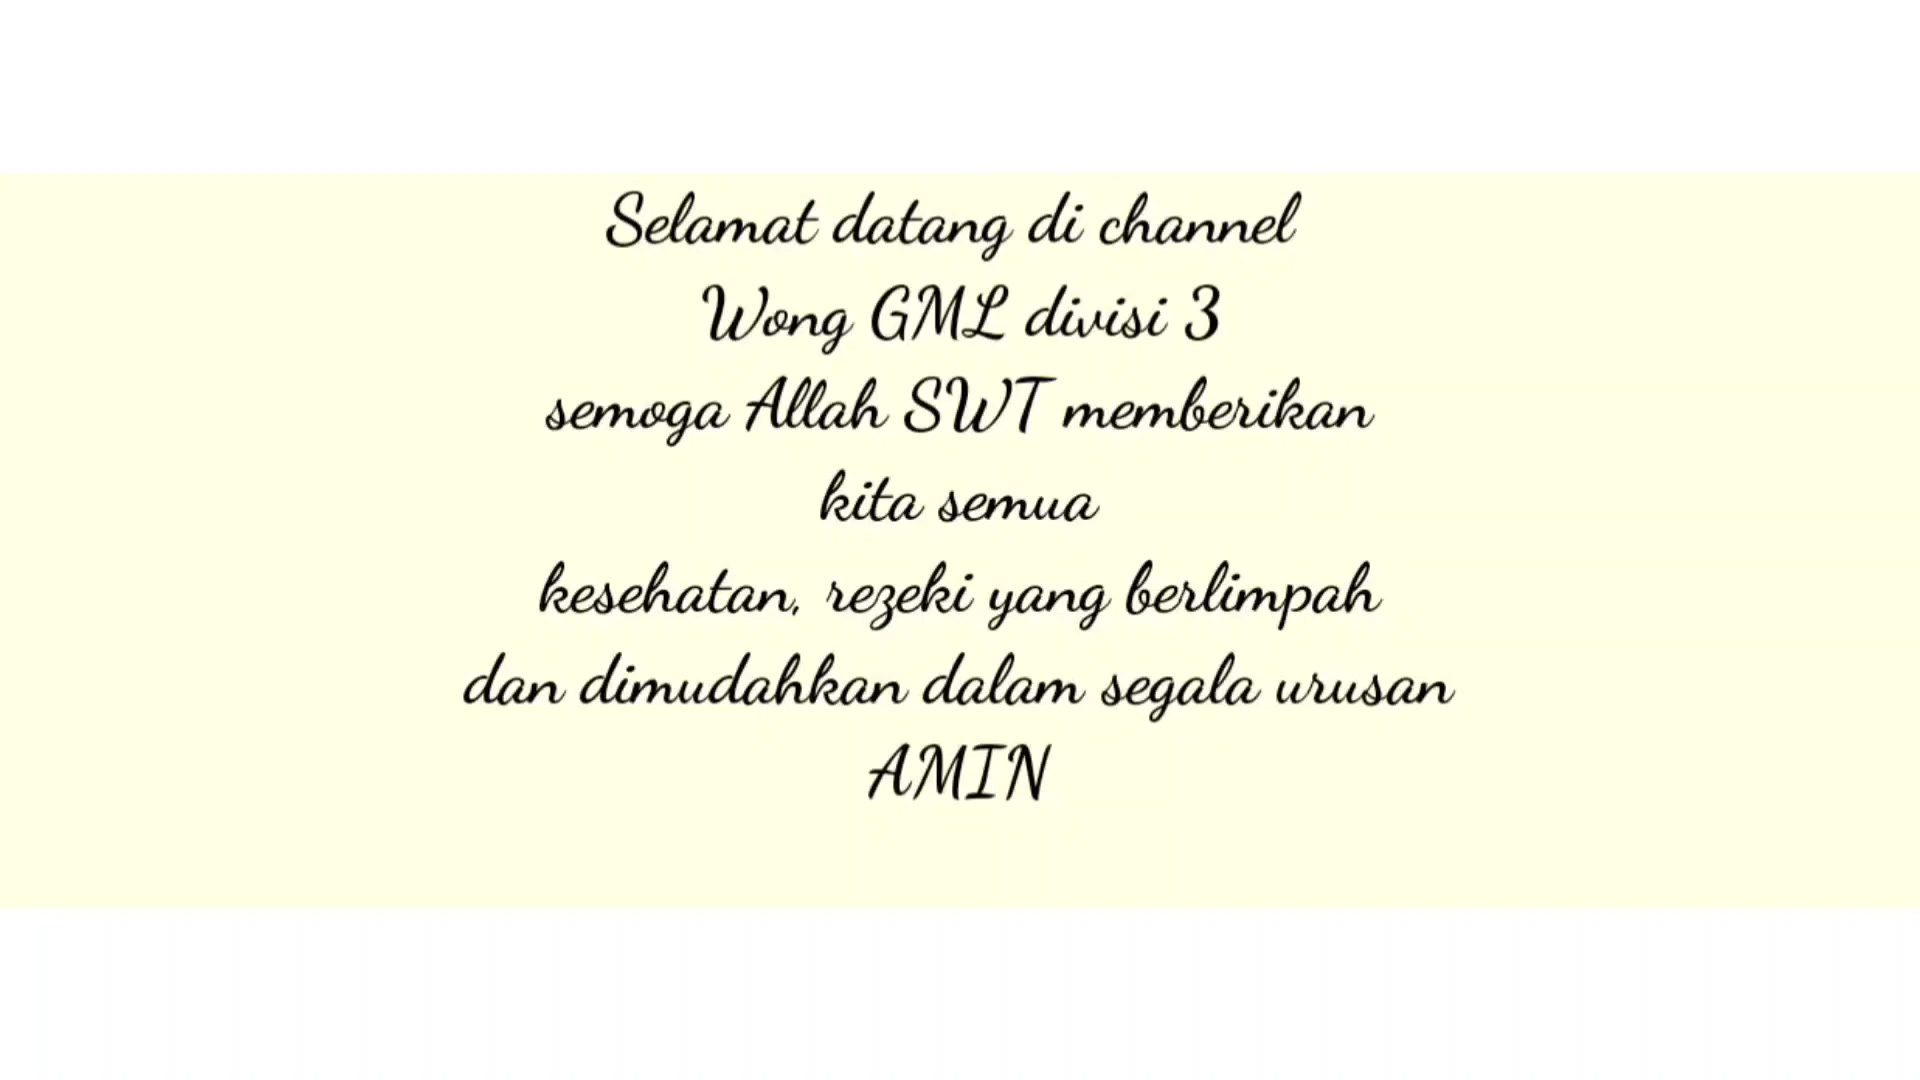 Selamat datang di channel
Wong GML divisi 3
semoga Allah SWT memberikan
kita semua
kesehatan, rezeki yang berlimpah
dan dimudahkan dalam segala urusan
AMIN